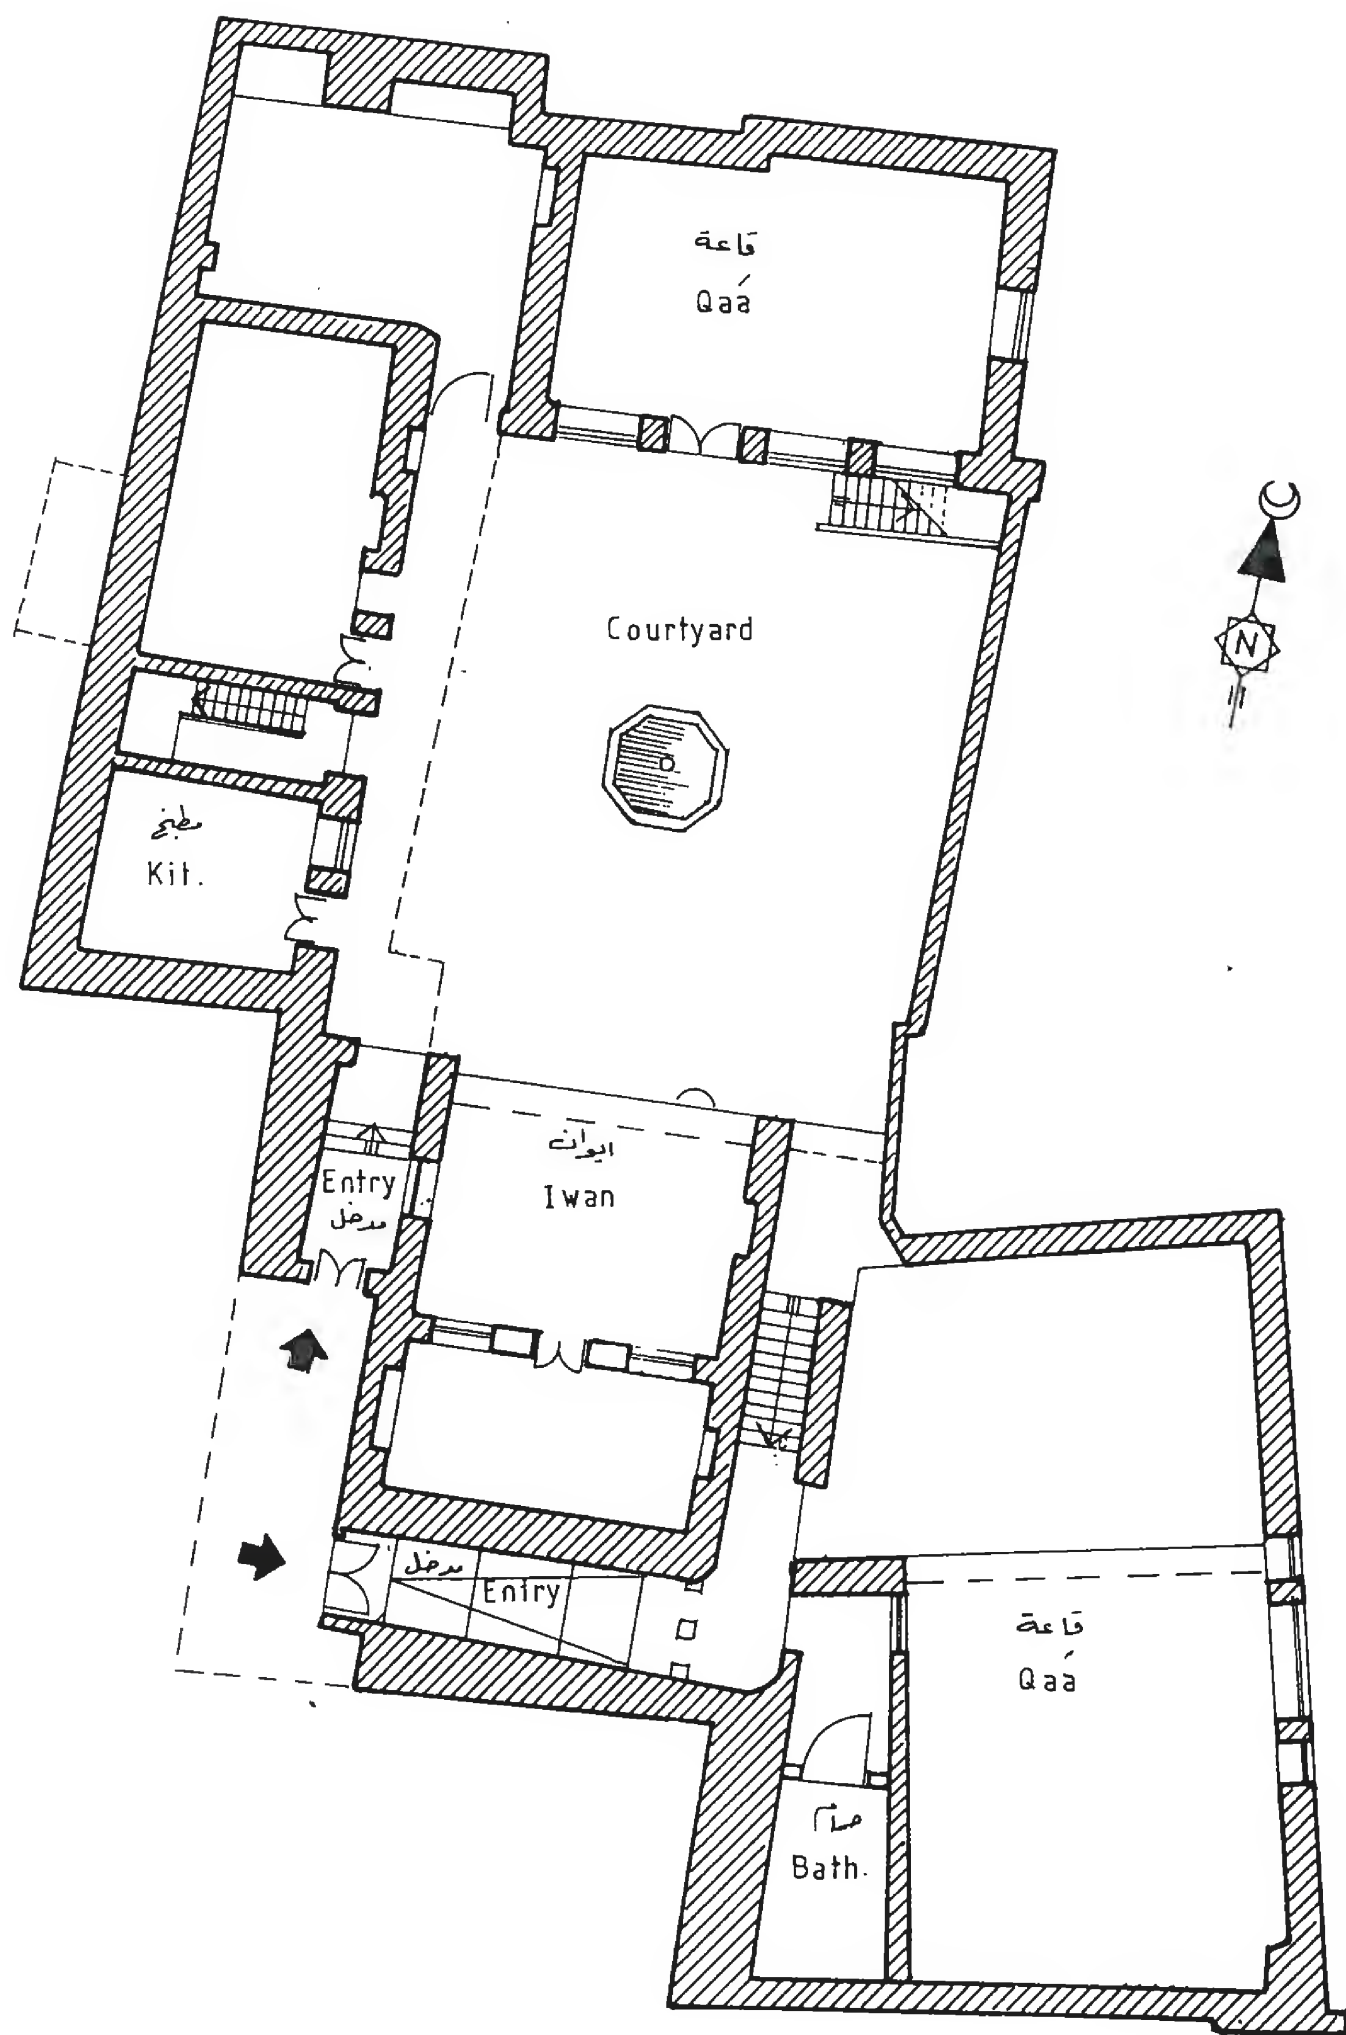 قاعة
Qaá
Courtyard
N
مطبخ
Kit.
ايوان
Iwan
Entry
مدخل
مدخل
Entry
قاعة
Qaá
حمام
Bath.